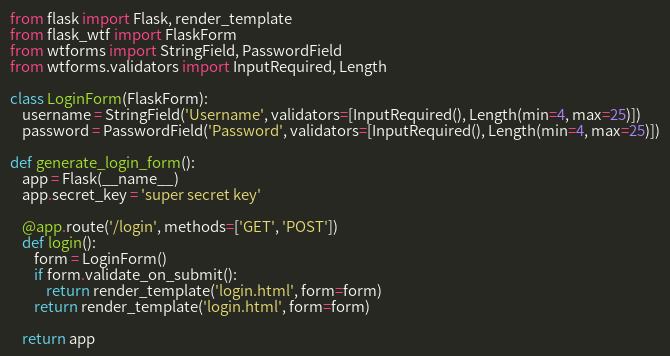 from flask import Flask, render_template
from flask_wtf import FlaskForm
from wtforms import StringField, PasswordField
from wtforms.validators import InputRequired, Length

class LoginForm(FlaskForm):
    username = StringField('Username', validators=[InputRequired(), Length(min=4, max=25)])
    password = PasswordField('Password', validators=[InputRequired(), Length(min=4, max=25)])

def generate_login_form():
    app = Flask(__name__)
    app.secret_key = 'super secret key'

    @app.route('/login', methods=['GET', 'POST'])
    def login():
        form = LoginForm()
        if form.validate_on_submit():
            return render_template('login.html', form=form)
        return render_template('login.html', form=form)

    return app